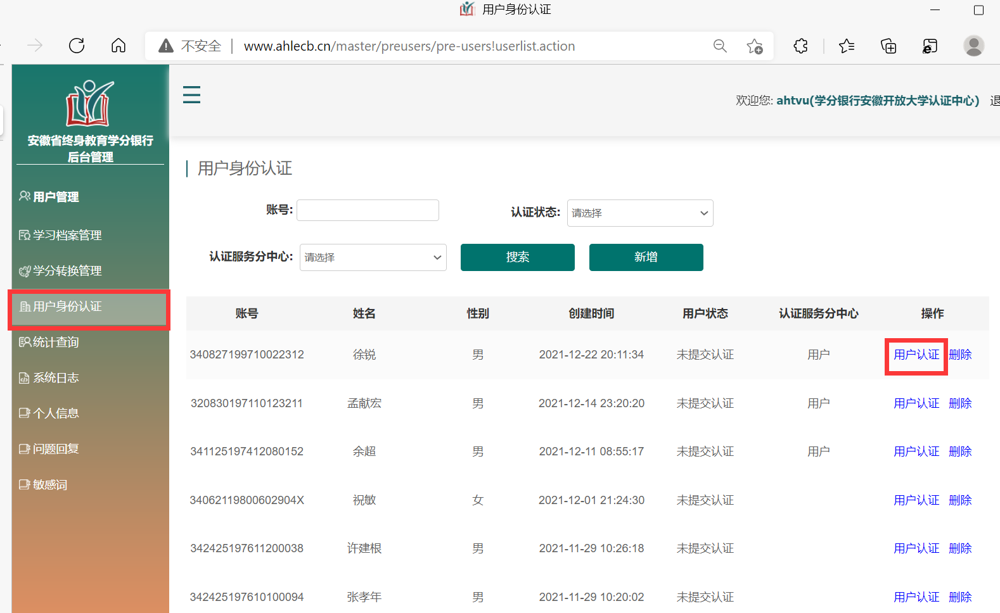 用户身份认证
不安全 | www.ahlecb.cn/master/preusers/pre-users!userlist.action
安徽省终身教育学分银行
后台管理
用户管理
学习档案管理
学分转换管理
用户身份认证
统计查询
系统日志
个人信息
问题回复
敏感词
欢迎您: ahtvu(学分银行安徽开放大学认证中心) 退
用户身份认证
账号: 认证状态: 请选择
认证服务分中心: 请选择 搜索 新增
账号 姓名 性别 创建时间 用户状态 认证服务分中心 操作
340827199710022312 徐锐 男 2021-12-22 20:11:34 未提交认证 用户 用户认证 删除
320830197110123211 孟献宏 男 2021-12-14 23:20:20 未提交认证 用户 用户认证 删除
341125197412080152 余超 男 2021-12-11 08:55:17 未提交认证 用户 用户认证 删除
34062119800602904X 祝敏 女 2021-12-01 21:24:30 未提交认证 用户认证 删除
342425197611200038 许建根 男 2021-11-29 10:26:18 未提交认证 用户认证 删除
342425197610100094 张孝年 男 2021-11-29 10:20:02 未提交认证 用户认证 删除